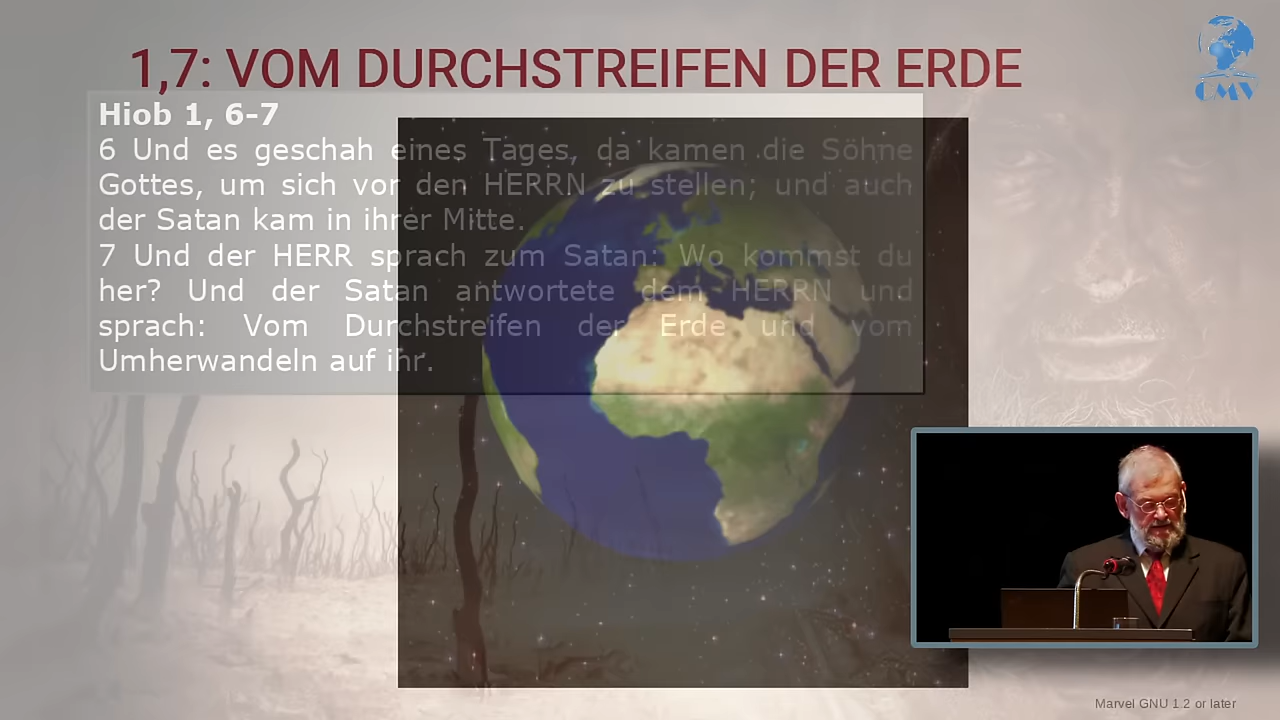 1,7: VOM DURCHSTREIFEN DER ERDE
CMV
Hiob 1, 6-7
6 Und es geschah eines Tages, da kamen die Söhne
Gottes, um sich vor den HERRN zu stellen; und auch
der Satan kam in ihrer Mitte.
7 Und der HERR sprach zum Satan: Wo kommst du
her? Und der Satan antwortete dem HERRN und
sprach: Vom Durchstreifen der Erde und vom
Umherwandeln auf ihr.
Marvel GNU 1.2 or later